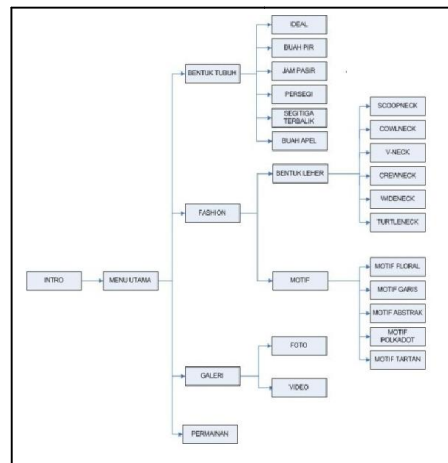 IDEAL
BUAH PIR
BENTUK TUBUH
JAM PASIR
PERSEGI
SEGITIGA
TERBALIK
BUAH APEL
SCOOPNECK
COWLNECK
V-NECK
BENTUK LEHER
CREWNECK
WIDENECK
TURTLENECK
FASHION
INTRO
MENU UTAMA
MOTIF
MOTIF FLORAL
MOTIF GARIS
MOTIF ABSTRAK
MOTIF
POLKADOT
MOTIF TARTAN
FOTO
GALERI
VIDEO
PERMAINAN